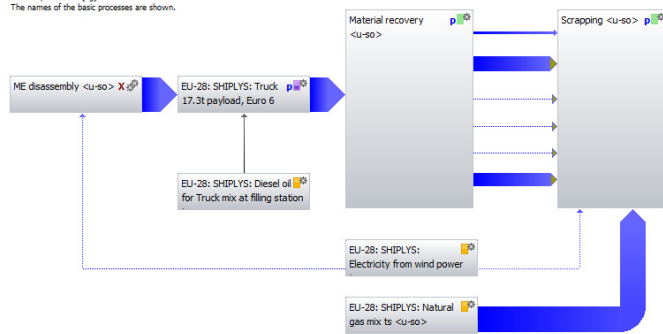 The names of the basic processes are shown.
Material recovery p
<u-so>
Scrapping <u-so> p
ME disassembly <u-so> X
EU-28: SHIPLYS: Truck p
17.3t payload, Euro 6
EU-28: SHIPLYS: Diesel oil
for Truck mix at filling station
EU-28: SHIPLYS:
Electricity from wind power
EU-28: SHIPLYS: Natural
gas mix ts <u-so>